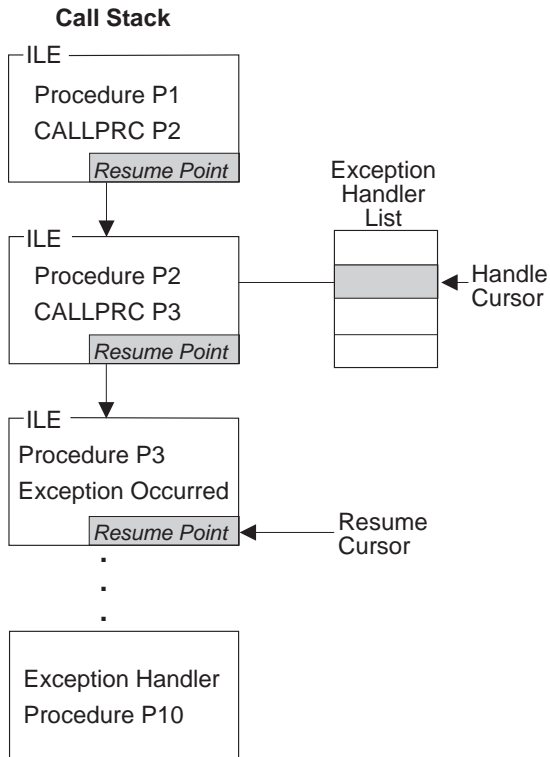 Call Stack
ILE
Procedure P1
CALLPRC P2
Resume Point
Exception
Handler
List
ILE
Procedure P2
CALLPRC P3
Resume Point
Handle
Cursor
ILE
Procedure P3
Exception Occurred
Resume Point
Resume
Cursor
.
.
.
Exception Handler
Procedure P10